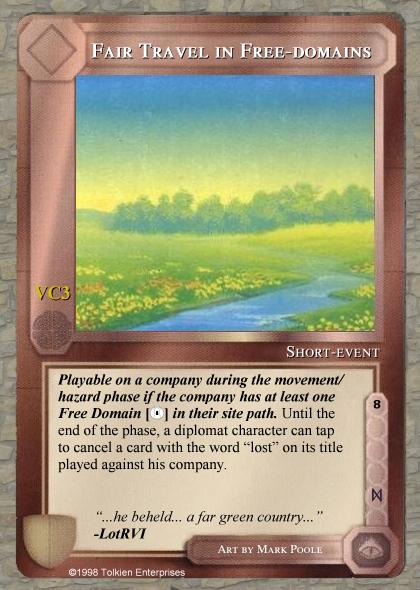 Fair Travel in Free-domains
VC3
Short-event
Playable on a company during the movement/
hazard phase if the company has at least one
Free Domain [ ] in their site path. Until the
end of the phase, a diplomat character can tap
to cancel a card with the word “lost” on its title
played against his company.
8
“...he beheld... a far green country...”
-LotRVI
Art by Mark Poole
©1998 Tolkien Enterprises